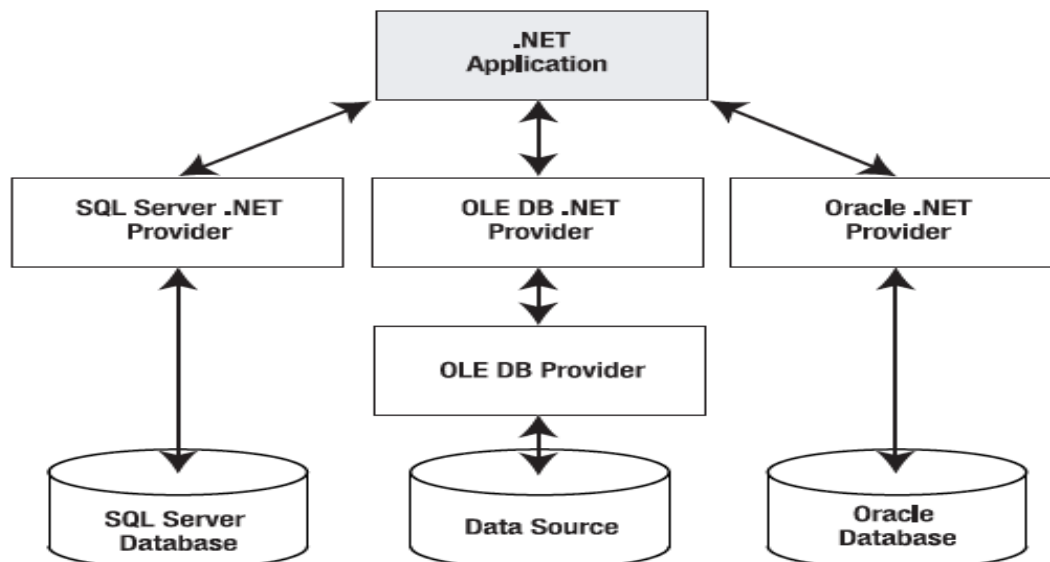 .NET
Application
SQL Server .NET
Provider
OLE DB .NET
Provider
Oracle .NET
Provider
OLE DB Provider
SQL Server
Database
Data Source
Oracle
Database